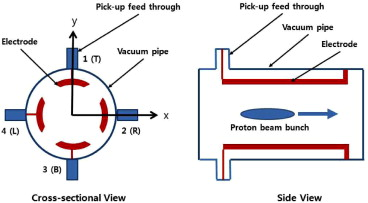 y
Pick-up feed through
Electrode
1 (T)
Vacuum pipe
x
4 (L)
2 (R)
3 (B)
Cross-sectional View
Pick-up feed through
Vacuum pipe
Electrode
Proton beam bunch
Side View